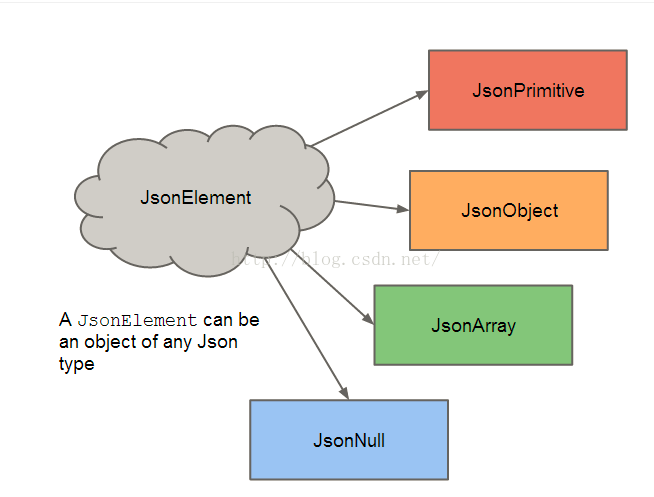 JsonPrimitive
JsonElement
JsonObject
http://blog.csdn.net/
JsonArray
A JsonElement can be
an object of any Json
type
JsonNull